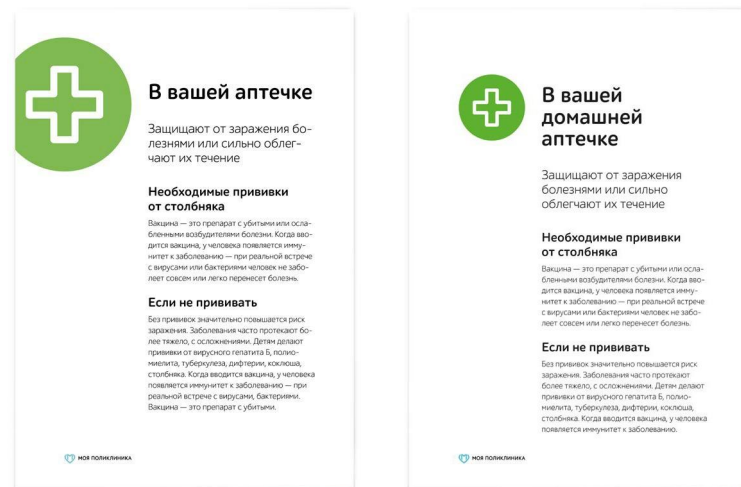 В вашей аптечке
Защищают от заражения бо-
лезнями или сильно облег-
чают их течение
Необходимые прививки
от столбняка
Вакцина — это препарат с убитыми или осла-
бленными возбудителями болезни. Когда вво-
дится вакцина, у человека появляется имму-
нитет к заболеванию — при реальной встрече
с вирусами или бактериями человек не забо-
леет совсем или легко перенесет болезнь.
Если не прививать
Без прививок значительно повышается риск
заражения. Заболевания часто протекают бо-
лее тяжело, с осложнениями. Детям делают
прививки от вирусного гепатита Б, полио-
миелита, туберкулеза, дифтерии, коклюша,
столбняка. Когда вводится вакцина, у человека
появляется иммунитет к заболеванию — при
реальной встрече с вирусами, бактериями.
Вакцина — это препарат с убитыми.
МОЯ ПОЛИКЛИНИКА
В вашей
домашней
аптечке
Защищают от заражения
болезнями или сильно
облегчают их течение
Необходимые прививки
от столбняка
Вакцина — это препарат с убитыми или осла-
бленными возбудителями болезни. Когда вво-
дится вакцина, у человека появляется имму-
нитет к заболеванию — при реальной встрече
с вирусами или бактериями человек не забо-
леет совсем или легко перенесет болезнь.
Если не прививать
Без прививок значительно повышается риск
заражения. Заболевания часто протекают
более тяжело, с осложнениями. Детям делают
прививки от вирусного гепатита Б, полио-
миелита, туберкулеза, дифтерии, коклюша,
столбняка. Когда вводится вакцина, у человека
появляется иммунитет к заболеванию.
МОЯ ПОЛИКЛИНИКА